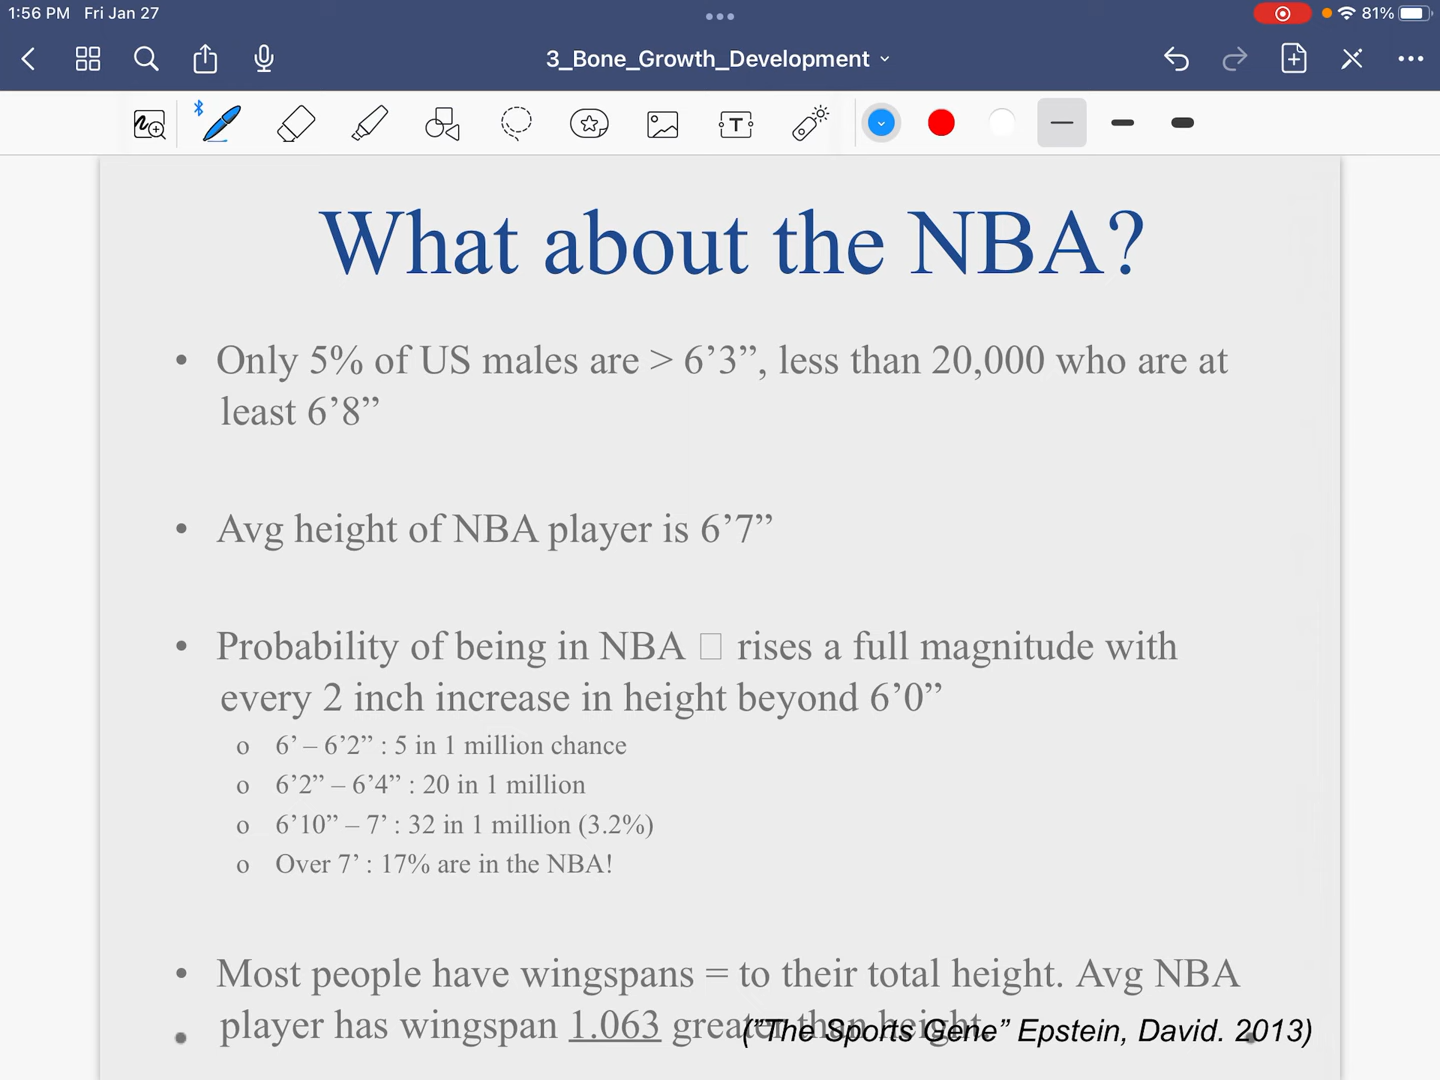 1:56 PM Fri Jan 27
81%
3_Bone_Growth_Development
T
What about the NBA?
• Only 5% of US males are > 6’3”, less than 20,000 who are at
least 6’8”
• Avg height of NBA player is 6’7”
• Probability of being in NBA □ rises a full magnitude with
every 2 inch increase in height beyond 6’0”
o 6’ – 6’2” : 5 in 1 million chance
o 6’2” – 6’4” : 20 in 1 million
o 6’10” – 7’ : 32 in 1 million (3.2%)
o Over 7’ : 17% are in the NBA!
• Most people have wingspans = to their total height. Avg NBA
player has wingspan 1.063 greater than height.
(”The Sports Gene” Epstein, David. 2013)